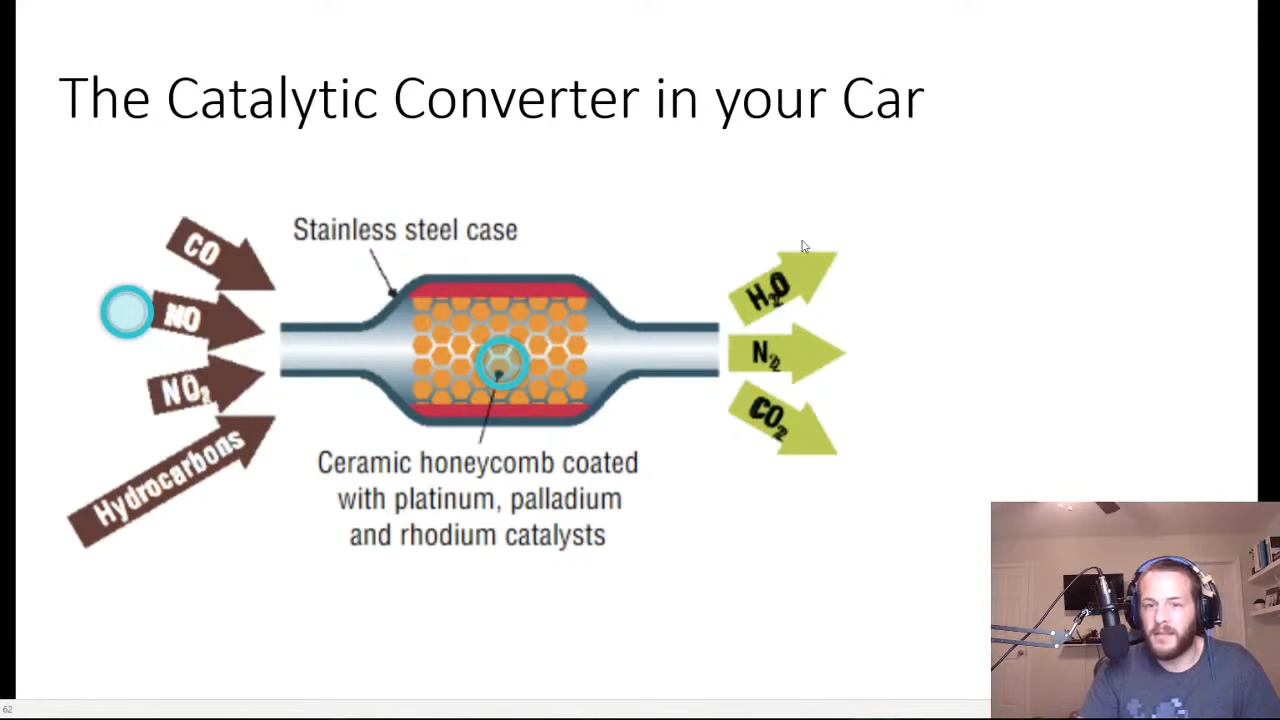 The Catalytic Converter in your Car
Stainless steel case
CO
NO
NO₂
Hydrocarbons
H₂O
N₂
CO₂
Ceramic honeycomb coated
with platinum, palladium
and rhodium catalysts
62